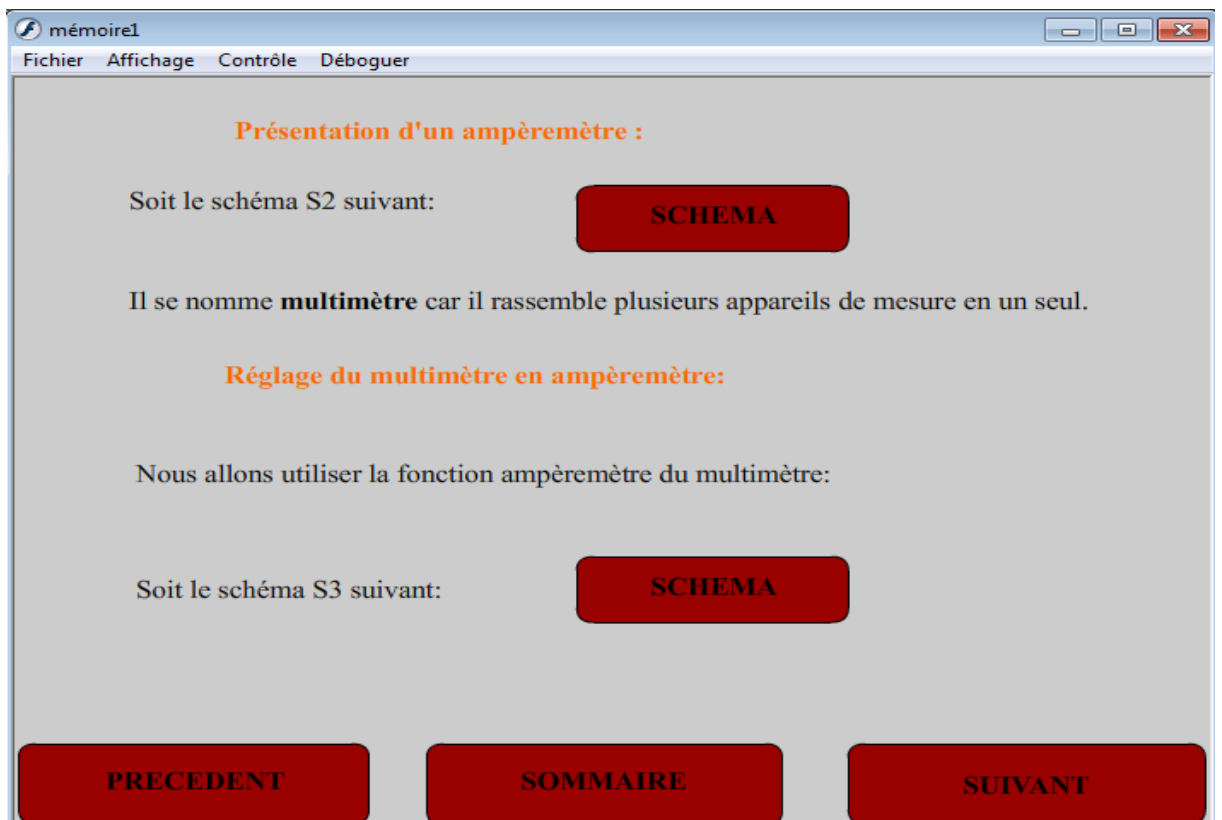 mémoire1
Fichier Affichage Contrôle Déboguer
Présentation d'un ampèremètre :
Soit le schéma S2 suivant:
SCHEMA
Il se nomme multimètre car il rassemble plusieurs appareils de mesure en un seul.
Réglage du multimètre en ampèremètre:
Nous allons utiliser la fonction ampèremètre du multimètre:
Soit le schéma S3 suivant:
SCHEMA
PRECEDENT
SOMMAIRE
SUIVANT